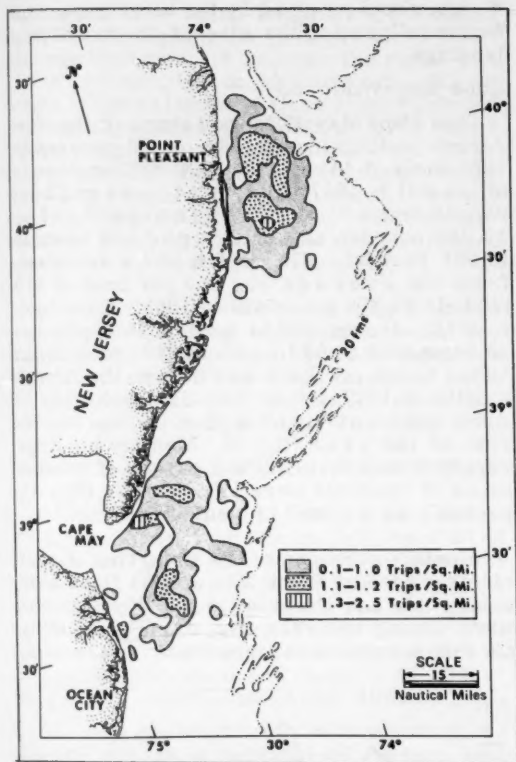 30' 74° 30'
N
30'
40°
POINT
PLEASANT
40°
30'
20 fm.
NEW JERSEY
30'
39°
39°
CAPE
MAY
30'
0.1-1.0 Trips/Sq.Mi.
1.1-1.2 Trips/Sq.Mi.
1.3-2.5 Trips/Sq.Mi.
30'
SCALE
15
Nautical Miles
OCEAN
CITY
75° 30' 74°